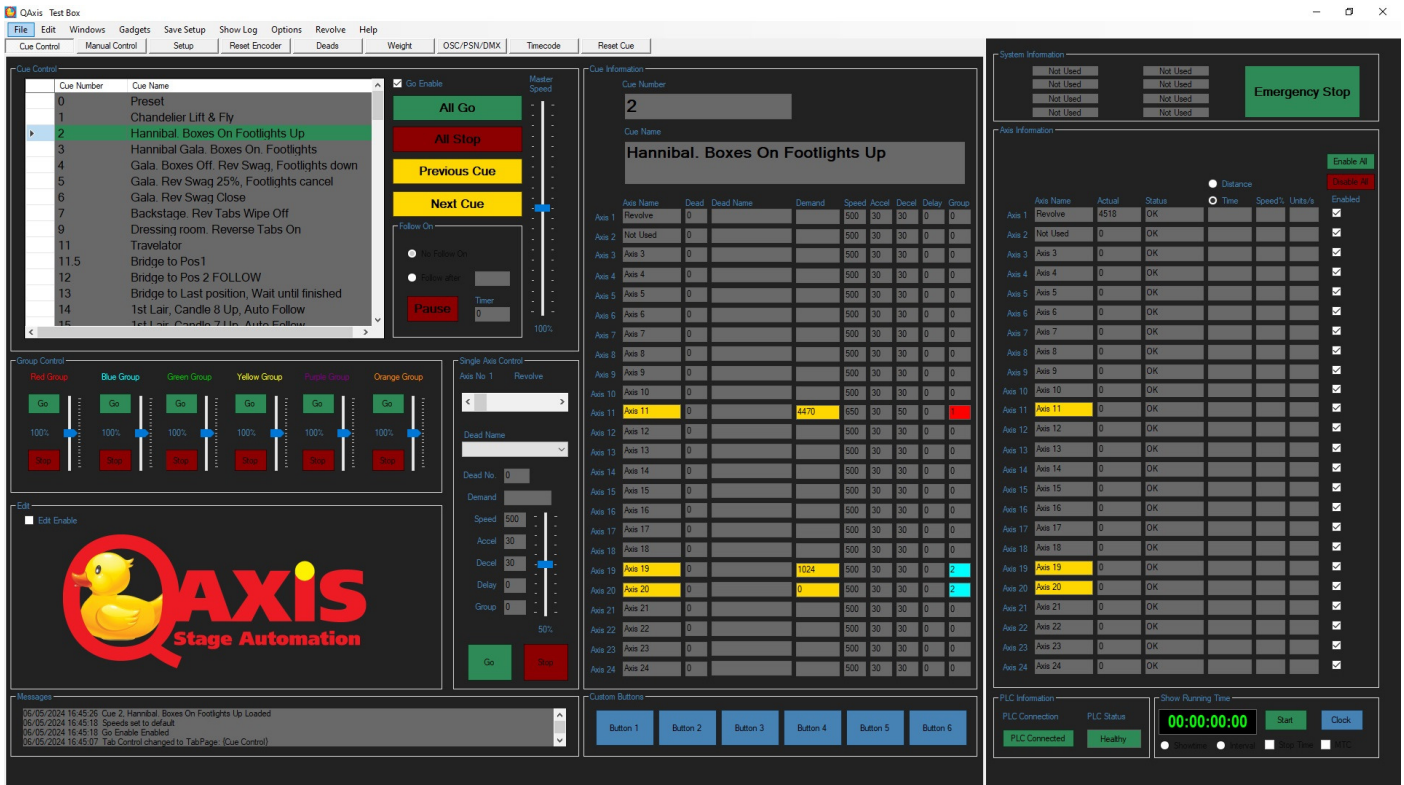 QAxis Test Box
File Edit Windows Gadgets Save Setup Show Log Options Revolve Help
Cue Control Manual Control Setup Reset Encoder Deads Weight OSC/PSN/DMX Timecode Reset Cue
Cue Control
Cue Number Cue Name
0 Preset
1 Chandelier Lift & Fly
2 Hannibal. Boxes On Footlights Up
3 Hannibal Gala. Boxes On. Footlights
4 Gala. Boxes Off. Rev Swag, Footlights down
5 Gala. Rev Swag 25%, Footlights cancel
6 Gala. Rev Swag Close
7 Backstage. Rev Tabs Wipe Off
9 Dressing room. Reverse Tabs On
11 Travelator
11.5 Bridge to Pos1
12 Bridge to Pos 2 FOLLOW
13 Bridge to Last position, Wait until finished
14 1st Lair, Candle 8 Up, Auto Follow
15 1st Lair, Candle 7 Up, Auto Follow
Go Enable
All Go
All Stop
Previous Cue
Next Cue
Follow On
No Follow On
Follow after
Pause
Timer
0
Master
Speed
100%
Group Control
Red Group Blue Group Green Group Yellow Group Purple Group Orange Group
Go Go Go Go Go Go
100% 100% 100% 100% 100% 100%
Stop Stop Stop Stop Stop Stop
Single Axis Control
Axis No: 1 Revolve
Dead Name
Dead No. 0
Demand
Speed 500
Accel 30
Decel 30
Delay 0
Group 0
50%
Go Stop
Edit
Edit Enable
QAXIS
Stage Automation
Messages
06/05/2024 16:45:26 Cue 2, Hannibal. Boxes On Footlights Up Loaded
06/05/2024 16:45:18 Speeds set to default
06/05/2024 16:45:18 Go Enable Enabled
06/05/2024 16:45:07 Tab Control changed to TabPage: {Cue Control}
Cue Information
Cue Number
2
Cue Name
Hannibal. Boxes On Footlights Up
Axis Name Dead Dead Name Demand Speed Accel Decel Delay Group
Axis 1 Revolve 0 500 30 30 0 0
Axis 2 Not Used 0 500 30 30 0 0
Axis 3 Axis 3 0 500 30 30 0 0
Axis 4 Axis 4 0 500 30 30 0 0
Axis 5 Axis 5 0 500 30 30 0 0
Axis 6 Axis 6 0 500 30 30 0 0
Axis 7 Axis 7 0 500 30 30 0 0
Axis 8 Axis 8 0 500 30 30 0 0
Axis 9 Axis 9 0 500 30 30 0 0
Axis 10 Axis 10 0 500 30 30 0 0
Axis 11 Axis 11 0 4470 650 30 50 0 1
Axis 12 Axis 12 0 500 30 30 0 0
Axis 13 Axis 13 0 500 30 30 0 0
Axis 14 Axis 14 0 500 30 30 0 0
Axis 15 Axis 15 0 500 30 30 0 0
Axis 16 Axis 16 0 500 30 30 0 0
Axis 17 Axis 17 0 500 30 30 0 0
Axis 18 Axis 18 0 500 30 30 0 0
Axis 19 Axis 19 0 1024 500 30 30 0 2
Axis 20 Axis 20 0 0 500 30 30 0 2
Axis 21 Axis 21 0 500 30 30 0 0
Axis 22 Axis 22 0 500 30 30 0 0
Axis 23 Axis 23 0 500 30 30 0 0
Axis 24 Axis 24 0 500 30 30 0 0
Custom Buttons
Button 1 Button 2 Button 3 Button 4 Button 5 Button 6
System Information
Not Used Not Used
Not Used Not Used
Not Used Not Used
Not Used Not Used
Emergency Stop
Axis Information
Enable All
Disable All
Distance
Axis Name Actual Status Time Speed% Units/s Enabled
Axis 1 Revolve 4518 OK
Axis 2 Not Used 0 OK
Axis 3 Axis 3 0 OK
Axis 4 Axis 4 0 OK
Axis 5 Axis 5 0 OK
Axis 6 Axis 6 0 OK
Axis 7 Axis 7 0 OK
Axis 8 Axis 8 0 OK
Axis 9 Axis 9 0 OK
Axis 10 Axis 10 0 OK
Axis 11 Axis 11 0 OK
Axis 12 Axis 12 0 OK
Axis 13 Axis 13 0 OK
Axis 14 Axis 14 0 OK
Axis 15 Axis 15 0 OK
Axis 16 Axis 16 0 OK
Axis 17 Axis 17 0 OK
Axis 18 Axis 18 0 OK
Axis 19 Axis 19 0 OK
Axis 20 Axis 20 0 OK
Axis 21 Axis 21 0 OK
Axis 22 Axis 22 0 OK
Axis 23 Axis 23 0 OK
Axis 24 Axis 24 0 OK
PLC Information
PLC Connection PLC Status
PLC Connected Healthy
Show Running Time
00:00:00:00 Start Clock
Showtime Interval Stop Time MTC